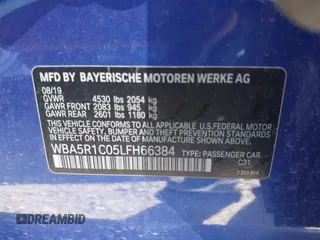 MFD BY BAYERISCHE MOTOREN WERKE AG
08/19
GVWR 4530 lbs 2054 kg
GAWR FRONT 2083 lbs 945 kg
GAWR REAR 2601 lbs 1180 kg
THIS VEHICLE CONFORMS TO ALL APPLICABLE U.S. FEDERAL
MOTOR VEHICLE SAFETY, BUMPER, AND THEFT PREVENTION
STANDARDS IN EFFECT ON THE DATE OF MANUFACTURE SHOWN ABOVE.
WBA5R1C05LFH66384 TYPE: PASSENGER CAR
C31
DREAMBID